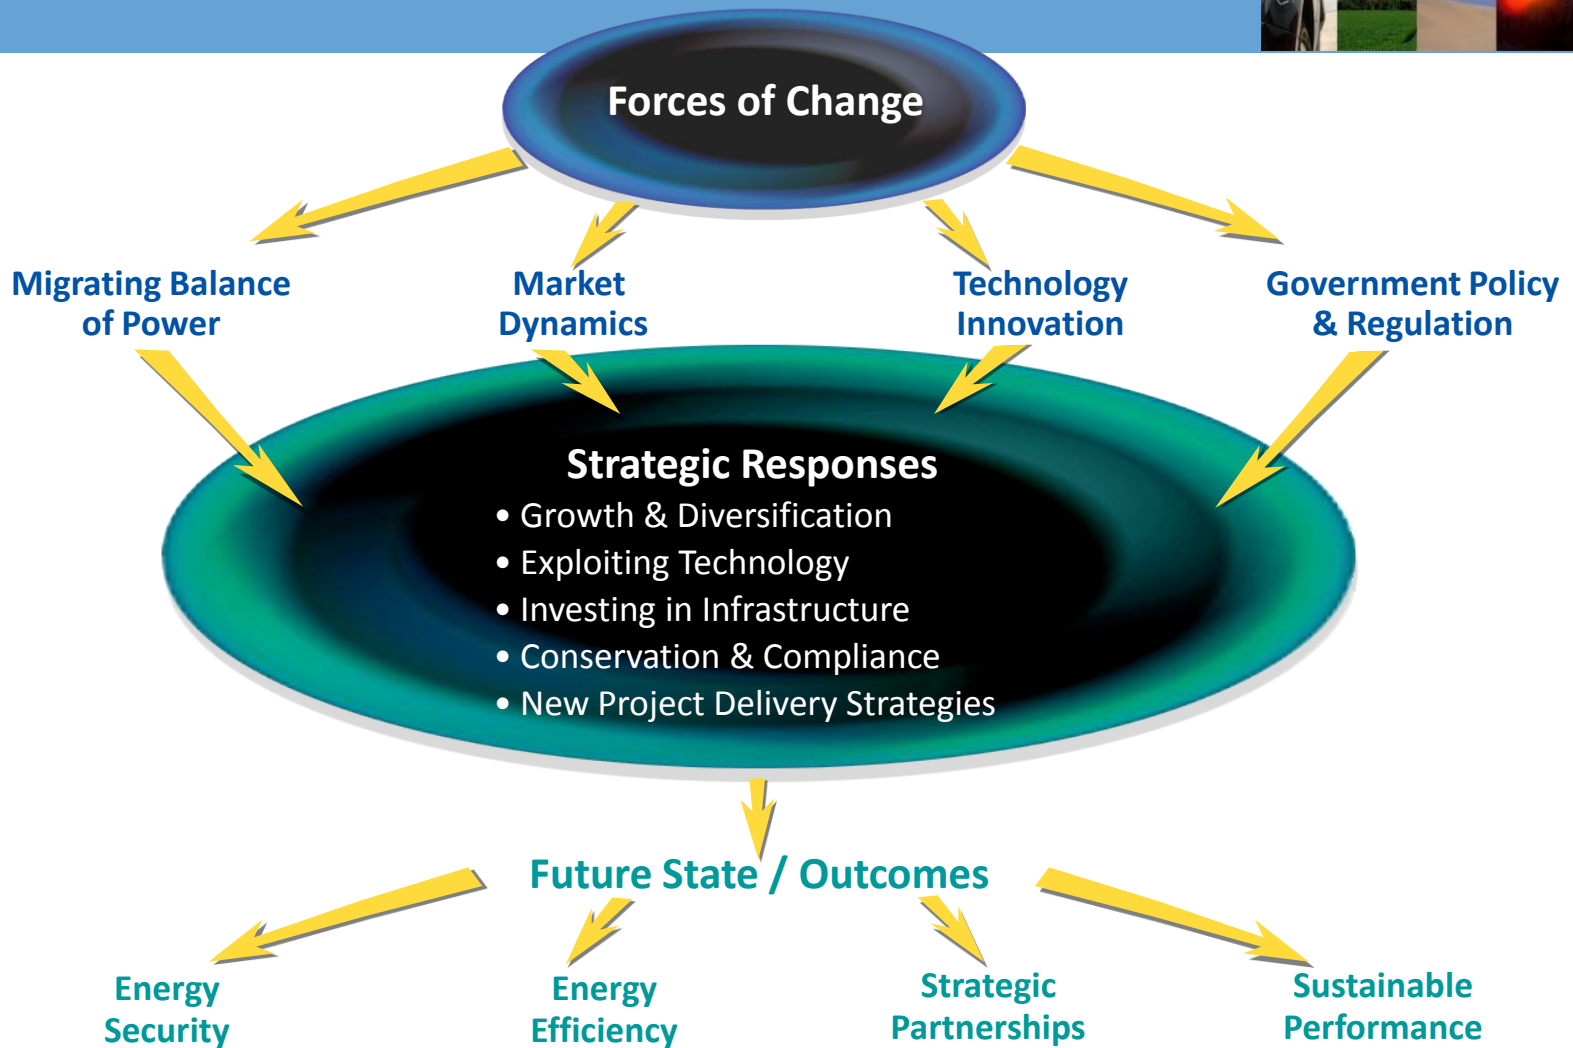 Forces of Change
Migrating Balance
of Power
Market
Dynamics
Technology
Innovation
Government Policy
& Regulation
Strategic Responses
• Growth & Diversification
• Exploiting Technology
• Investing in Infrastructure
• Conservation & Compliance
• New Project Delivery Strategies
Future State / Outcomes
Energy
Security
Energy
Efficiency
Strategic
Partnerships
Sustainable
Performance